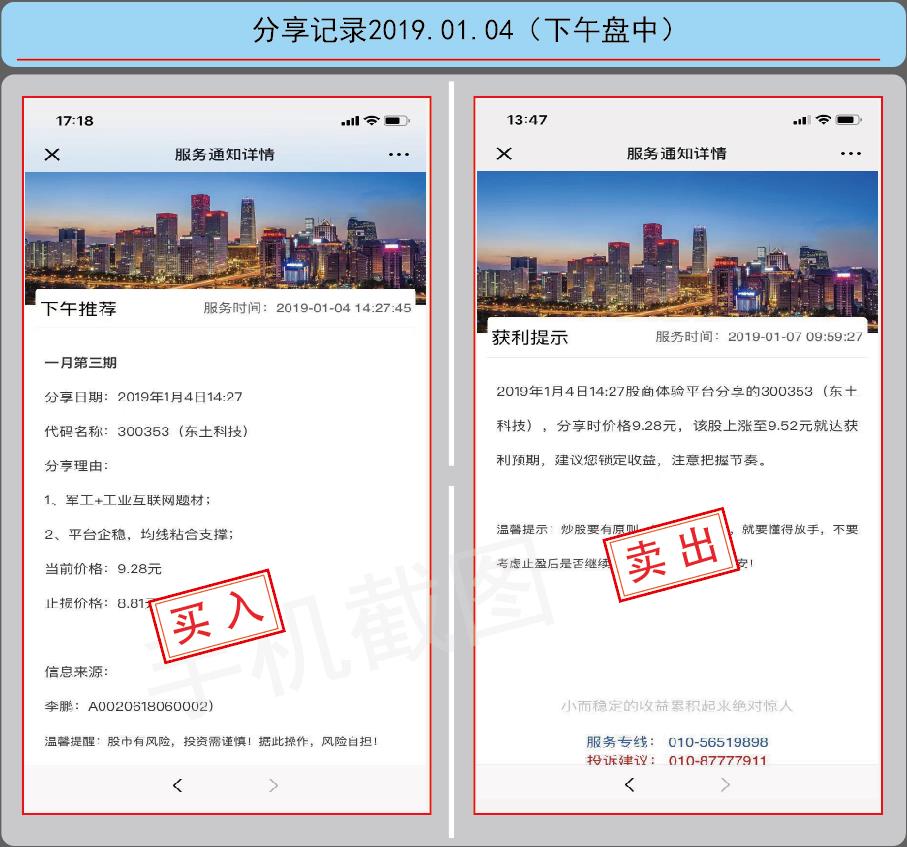 分享记录2019.01.04（下午盘中）
17:18
服务通知详情
下午推荐
服务时间： 2019-01-04 14:27:45
一月第三期
分享日期：2019年1月4日14:27
代码名称：300353（东土科技）
分享理由：
1、军工+工业互联网题材；
2、平台企稳，均线粘合支撑；
当前价格：9.28元
止损价格：8.81
买入
信息来源：
李鹏：A0020618060002）
温馨提醒：股市有风险，投资需谨慎！据此操作，风险自担！
13:47
服务通知详情
获利提示
服务时间： 2019-01-07 09:59:27
2019年1月4日14:27股商体验平台分享的300353（东土
科技），分享时价格9.28元，该股上涨至9.52元就达获
利预期，建议您锁定收益，注意把握节奏。
温馨提示：炒股要有原则，就要懂得放手，不要
考虑止盈后是否继续安！
卖出
小而稳定的收益累积起来绝对惊人
服务专线： 010-56519898
投诉建议： 010-87777911
手机截图